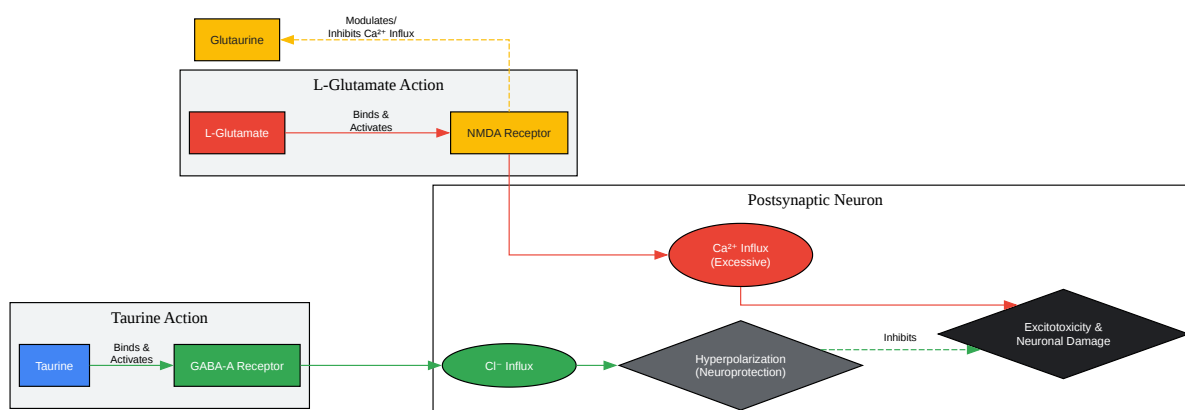 Modulates/
Inhibits Ca²⁺ Influx
Glutaurine
L-Glutamate Action
Binds &
Activates
L-Glutamate
NMDA Receptor
Postsynaptic Neuron
Ca²⁺ Influx
(Excessive)
Taurine Action
Excitotoxicity &
Neuronal Damage
Binds &
Activates
Inhibits
Taurine
GABA-A Receptor
Cl⁻ Influx
Hyperpolarization
(Neuroprotection)